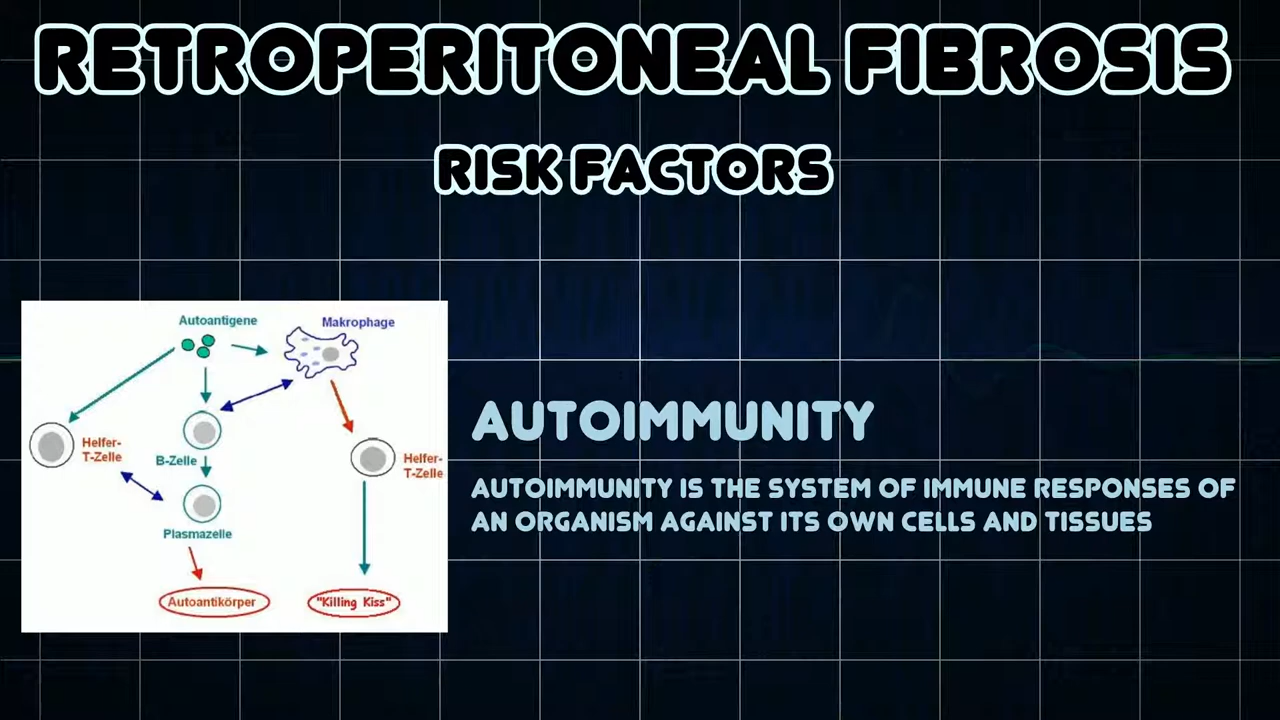 RETROPERITONEAL FIBROSIS
RISK FACTORS
Autoantigene
Makrophage
Helfer-
T-Zelle
B-Zelle
Helfer-
T-Zelle
Plasmazelle
Autoantikörper
"Killing Kiss"
AUTOIMMUNITY
AUTOIMMUNITY IS THE SYSTEM OF IMMUNE RESPONSES OF
AN ORGANISM AGAINST ITS OWN CELLS AND TISSUES